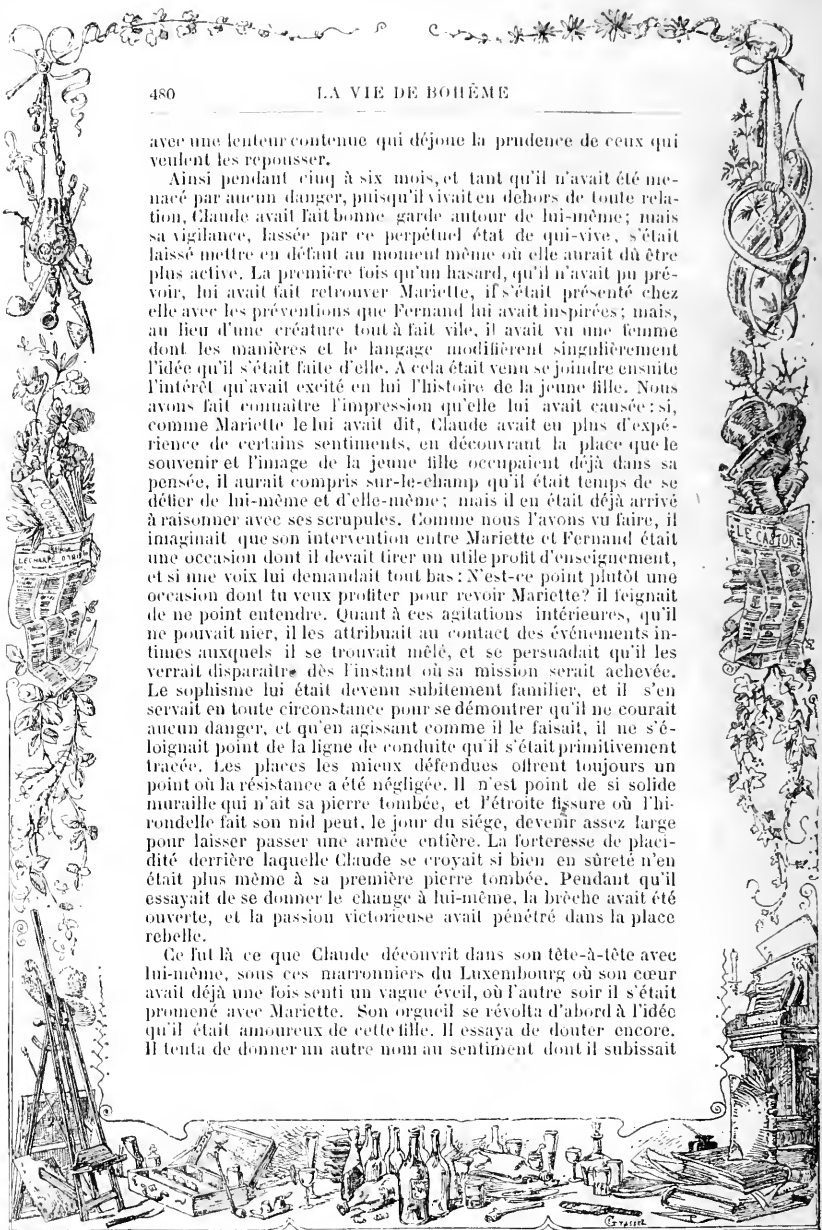 480 LA VIE DE BOHÊME
avec une lenteur contenue qui déjoue la prudence de ceux qui
veulent les repousser.
Ainsi pendant cinq à six mois, et tant qu'il n'avait été me-
nacé par aucun danger, puisqu'il vivait en dehors de toute rela-
tion, Claude avait fait bonne garde autour de lui-même; mais
sa vigilance, lassée par ce perpétuel état de qui-vive, s'était
laissé mettre en défaut au moment même où elle aurait dû être
plus active. La première fois qu'un hasard, qu'il n'avait pu pré-
voir, lui avait fait retrouver Mariette, il s'était présenté chez
elle avec les préventions que Fernand lui avait inspirées; mais,
au lieu d'une créature tout à fait vile, il avait vu une femme
dont les manières et le langage modifièrent singulièrement
l'idée qu'il s'était faite d'elle. A cela était venu se joindre ensuite
l'intérêt qu'avait excité en lui l'histoire de la jeune fille. Nous
avons fait connaître l'impression qu'elle lui avait causée: si,
comme Mariette le lui avait dit, Claude avait eu plus d'expé-
rience de certains sentiments, en découvrant la place que le
souvenir et l'image de la jeune fille occupaient déjà dans sa
pensée, il aurait compris sur-le-champ qu'il était temps de se
défier de lui-même et d'elle-même; mais il en était déjà arrivé
à raisonner avec ses scrupules. Comme nous l'avons vu faire, il
imaginait que son intervention entre Mariette et Fernand était
une occasion dont il devait tirer un utile profit d'enseignement,
et si une voix lui demandait tout bas: N'est-ce point plutôt une
occasion dont tu veux profiter pour revoir Mariette? il feignait
de ne point entendre. Quant à ces agitations intérieures, qu'il
ne pouvait nier, il les attribuait au contact des événements in-
times auxquels il se trouvait mêlé, et se persuadait qu'il les
verrait disparaître dès l'instant où sa mission serait achevée.
Le sophisme lui était devenu subitement familier, et il s'en
servait en toute circonstance pour se démontrer qu'il ne courait
aucun danger, et qu'en agissant comme il le faisait, il ne s'é-
loignait point de la ligne de conduite qu'il s'était primitivement
tracée. Les places les mieux défendues offrent toujours un
point où la résistance a été négligée. Il n'est point de si solide
muraille qui n'ait sa pierre tombée, et l'étroite fissure où l'hi-
rondelle fait son nid peut, le jour du siége, devenir assez large
pour laisser passer une armée entière. La forteresse de placi-
dité derrière laquelle Claude se croyait si bien en sûreté n'en
était plus même à sa première pierre tombée. Pendant qu'il
essayait de se donner le change à lui-même, la brèche avait été
ouverte, et la passion victorieuse avait pénétré dans la place
rebelle.
Ce fut là ce que Claude découvrit dans son tête-à-tête avec
lui-même, sous ces marronniers du Luxembourg où son cœur
avait déjà une fois senti un vague éveil, où l'autre soir il s'était
promené avec Mariette. Son orgueil se révolta d'abord à l'idée
qu'il était amoureux de cette fille. Il essaya de douter encore.
Il tenta de donner un autre nom au sentiment dont il subissait
L'ECHARPE D'IRIS
LE CASTOR
Grasset